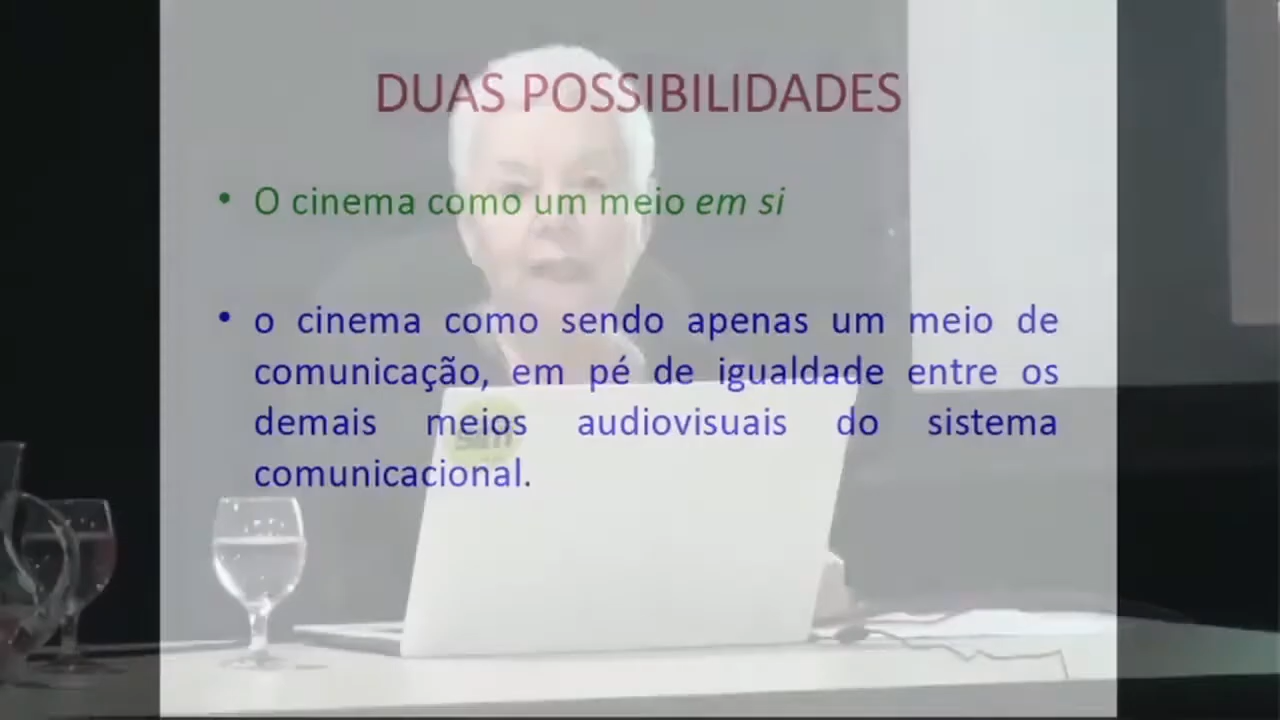 DUAS POSSIBILIDADES
• O cinema como um meio em si
• o cinema como sendo apenas um meio de
comunicação, em pé de igualdade entre os
demais meios audiovisuais do sistema
comunicacional.